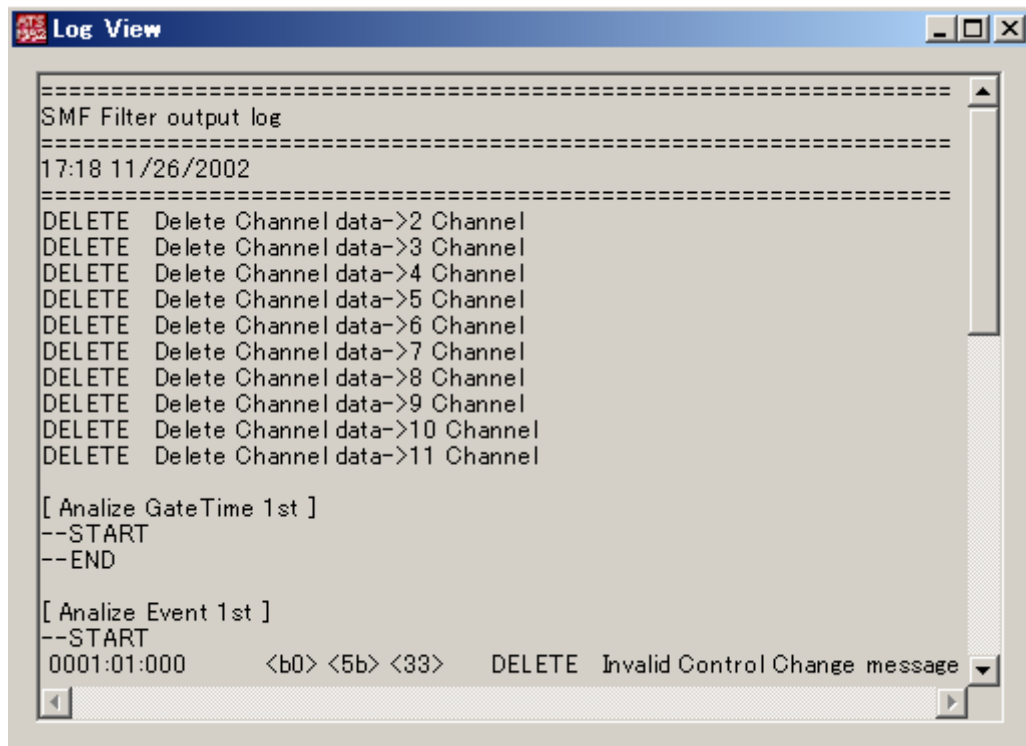 Log View
=================================================================
SMF Filter output log
=================================================================
17:18 11/26/2002
=================================================================
DELETE Delete Channel data->2 Channel
DELETE Delete Channel data->3 Channel
DELETE Delete Channel data->4 Channel
DELETE Delete Channel data->5 Channel
DELETE Delete Channel data->6 Channel
DELETE Delete Channel data->7 Channel
DELETE Delete Channel data->8 Channel
DELETE Delete Channel data->9 Channel
DELETE Delete Channel data->10 Channel
DELETE Delete Channel data->11 Channel
[ Analize GateTime 1st ]
--START
--END
[ Analize Event 1st ]
--START
0001:01:000 <b0> <5b> <33> DELETE Invalid Control Change message